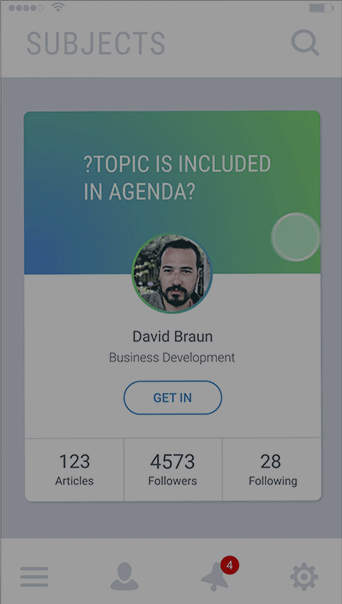 SUBJECTS
?TOPIC IS INCLUDED
IN AGENDA?
David Braun
Business Development
GET IN
123
Articles
4573
Followers
28
Following
4